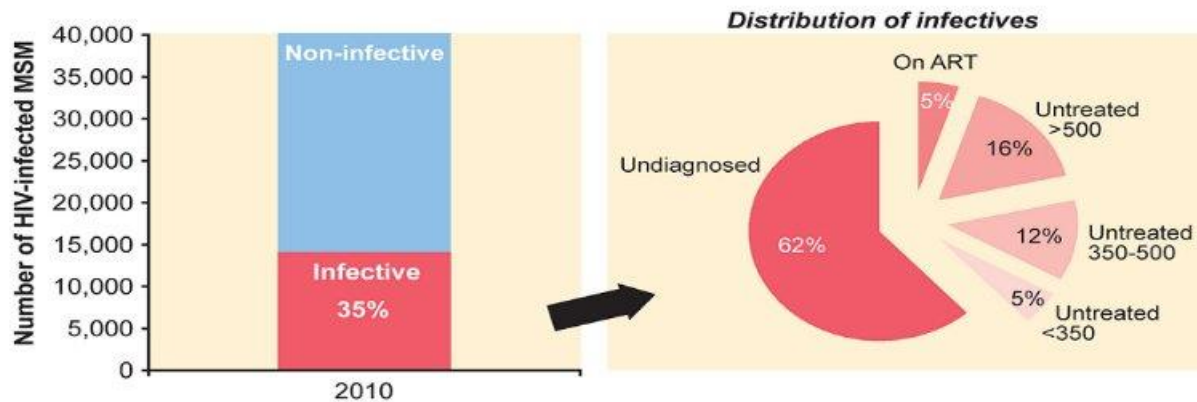 Number of HIV-infected MSM
40,000
35,000
30,000
25,000
20,000
15,000
10,000
5,000
0
Non-infective
Infective
35%
2010
Distribution of infectives
On ART
5%
Untreated
>500
16%
Untreated
350-500
12%
Untreated
<350
5%
Undiagnosed
62%